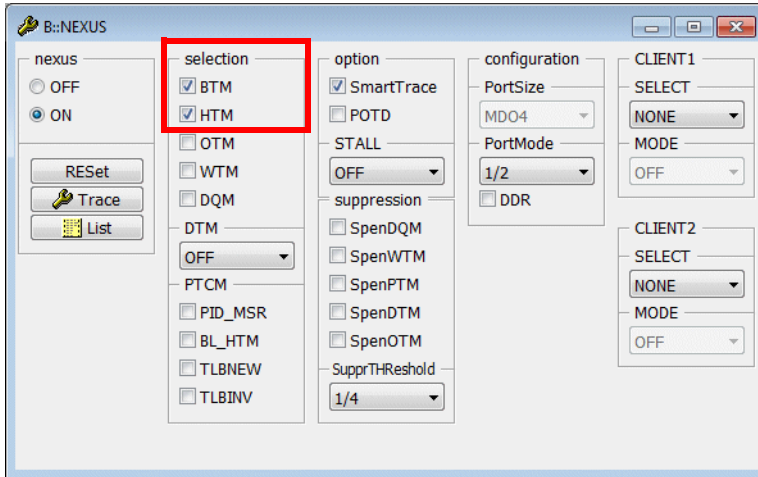 B::NEXUS
nexus
OFF
ON
RESet
Trace
List
selection
BTM
HTM
OTM
WTM
DQM
DTM
OFF
PTCM
PID_MSR
BL_HTM
TLBNEW
TLBINV
option
SmartTrace
POTD
STALL
OFF
suppression
SpenDQM
SpenWTM
SpenPTM
SpenDTM
SpenOTM
SupprTHReshold
1/4
configuration
PortSize
MDO4
PortMode
1/2
DDR
CLIENT1
SELECT
NONE
MODE
OFF
CLIENT2
SELECT
NONE
MODE
OFF